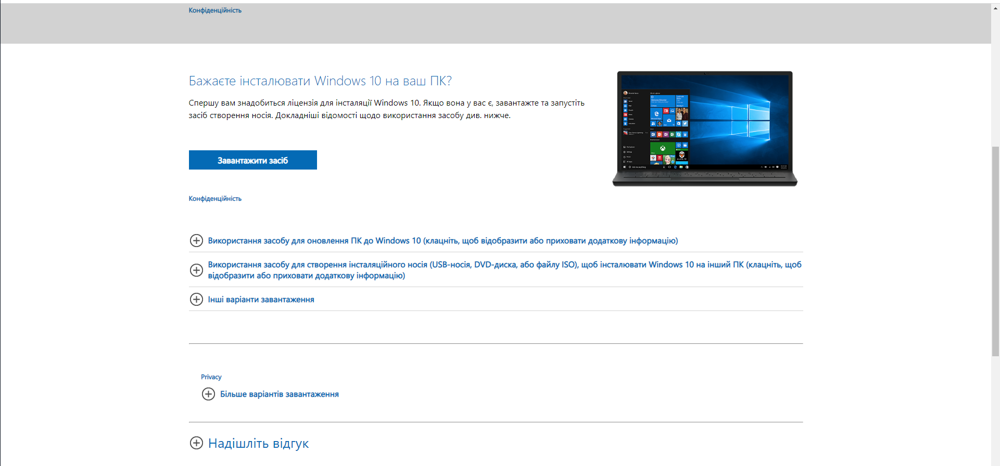 Конфіденційність
Бажаєте інсталювати Windows 10 на ваш ПК?
Спершу вам знадобиться ліцензія для інсталяції Windows 10. Якщо вона у вас є, завантажте та запустіть
засіб створення носія. Докладніші відомості щодо використання засобу див. нижче.
Завантажити засіб
Конфіденційність
Використання засобу для оновлення ПК до Windows 10 (клацніть, щоб відобразити або приховати додаткову інформацію)
Використання засобу для створення інсталяційного носія (USB-носія, DVD-диска, або файлу ISO), щоб інсталювати Windows 10 на інший ПК (клацніть, щоб
відобразити або приховати додаткову інформацію)
Інші варіанти завантаження
Privacy
Більше варіантів завантаження
Надішліть відгук